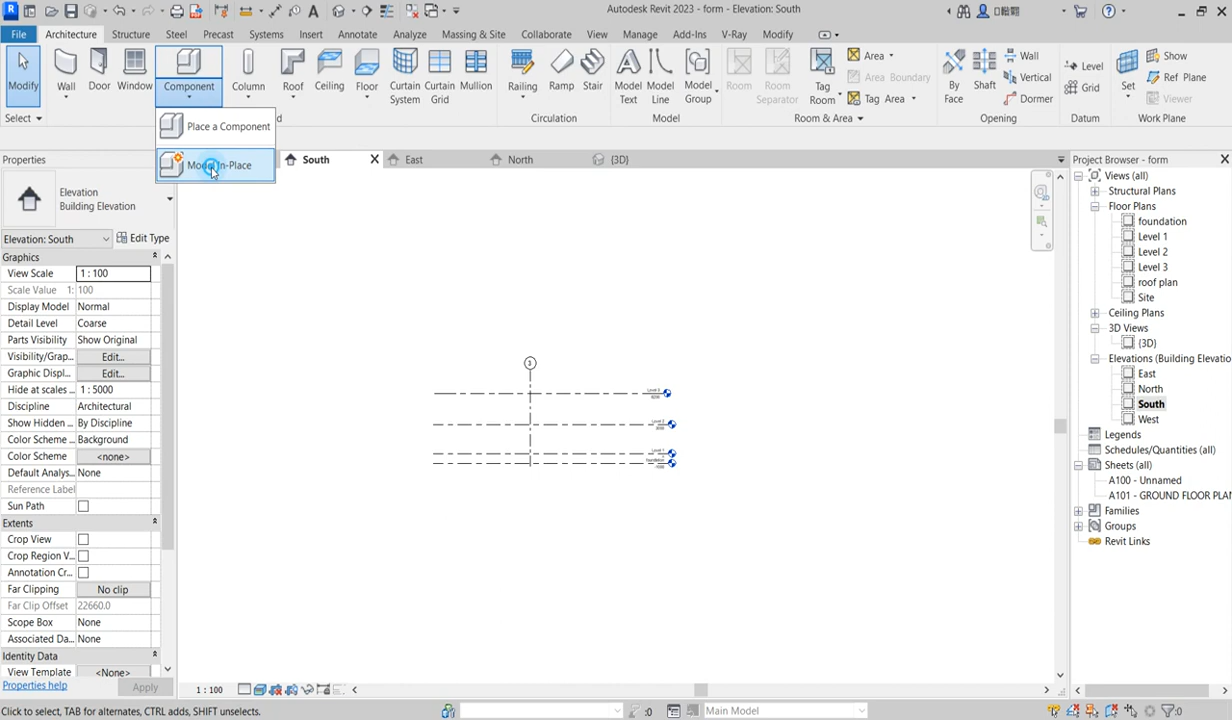 Autodesk Revit 2023 - form - Elevation: South
File
Architecture
Structure
Steel
Precast
Systems
Insert
Annotate
Analyze
Massing & Site
Collaborate
View
Manage
Add-Ins
V-Ray
Modify
Modify
Wall
Door
Window
Component
Column
Roof
Ceiling
Floor
Curtain System
Curtain Grid
Mullion
Railing
Ramp
Stair
Model Text
Model Line
Model Group
Room
Room Separator
Tag Room
Area
Area Boundary
Tag Area
By Face
Shaft
Wall
Vertical
Dormer
Level
Grid
Set
Show
Ref Plane
Viewer
Select
Circulation
Model
Room & Area
Opening
Datum
Work Plane
Place a Component
Model In-Place
Properties
South
East
North
{3D}
Project Browser - form
Elevation
Building Elevation
Elevation: South
Edit Type
Graphics
View Scale 1 : 100
Scale Value 1: 100
Display Model Normal
Detail Level Coarse
Parts Visibility Show Original
Visibility/Grap... Edit...
Graphic Displ... Edit...
Hide at scales ... 1 : 5000
Discipline Architectural
Show Hidden ... By Discipline
Color Scheme ... Background
Color Scheme <none>
Default Analys... None
Reference Label
Sun Path
Extents
Crop View
Crop Region V...
Annotation Cr...
Far Clipping No clip
Far Clip Offset 22660.0
Scope Box None
Associated Da... None
Identity Data
View Template <None>
Properties help
Apply
3
Level 3
Level 2
Level 1
foundation
Views (all)
Structural Plans
Floor Plans
foundation
Level 1
Level 2
Level 3
roof plan
Site
Ceiling Plans
3D Views
{3D}
Elevations (Building Elevation
East
North
South
West
Legends
Schedules/Quantities (all)
Sheets (all)
A100 - Unnamed
A101 - GROUND FLOOR PLAN
Families
Groups
Revit Links
1 : 100
Click to select, TAB for alternates, CTRL adds, SHIFT unselects.
:0
Main Model
:0